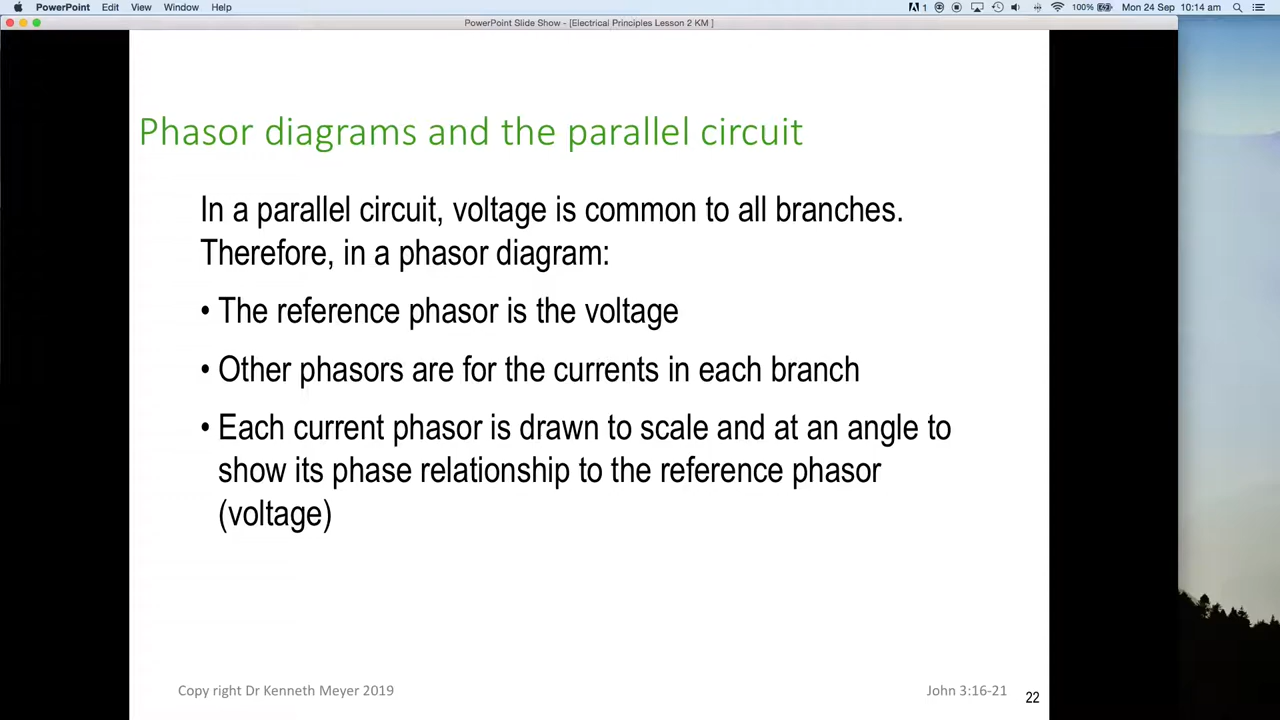 PowerPoint Edit View Window Help 1 100% Mon 24 Sep 10:14 am
PowerPoint Slide Show - [Electrical Principles Lesson 2 KM ]
Phasor diagrams and the parallel circuit
In a parallel circuit, voltage is common to all branches.
Therefore, in a phasor diagram:
• The reference phasor is the voltage
• Other phasors are for the currents in each branch
• Each current phasor is drawn to scale and at an angle to
show its phase relationship to the reference phasor
(voltage)
Copy right Dr Kenneth Meyer 2019
John 3:16-21
22